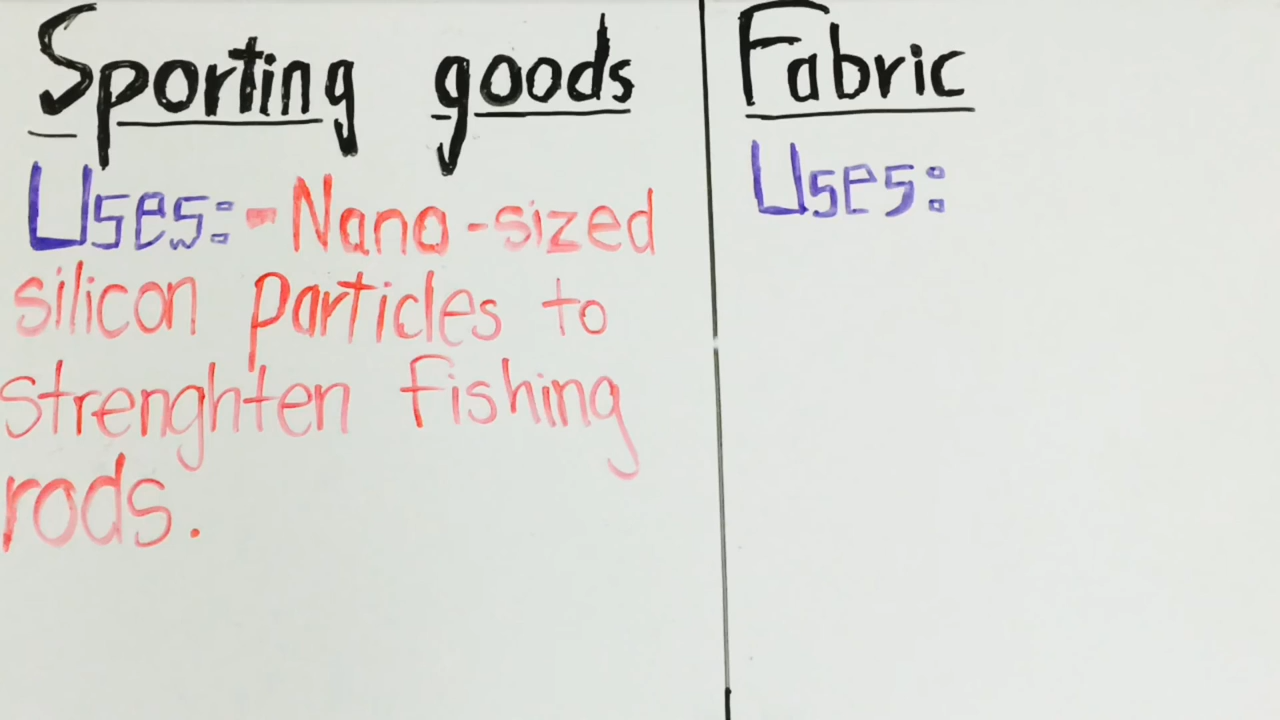 Sporting goods
Uses:- Nano-sized
silicon particles to
strenghten fishing
rods.
Fabric
Uses: